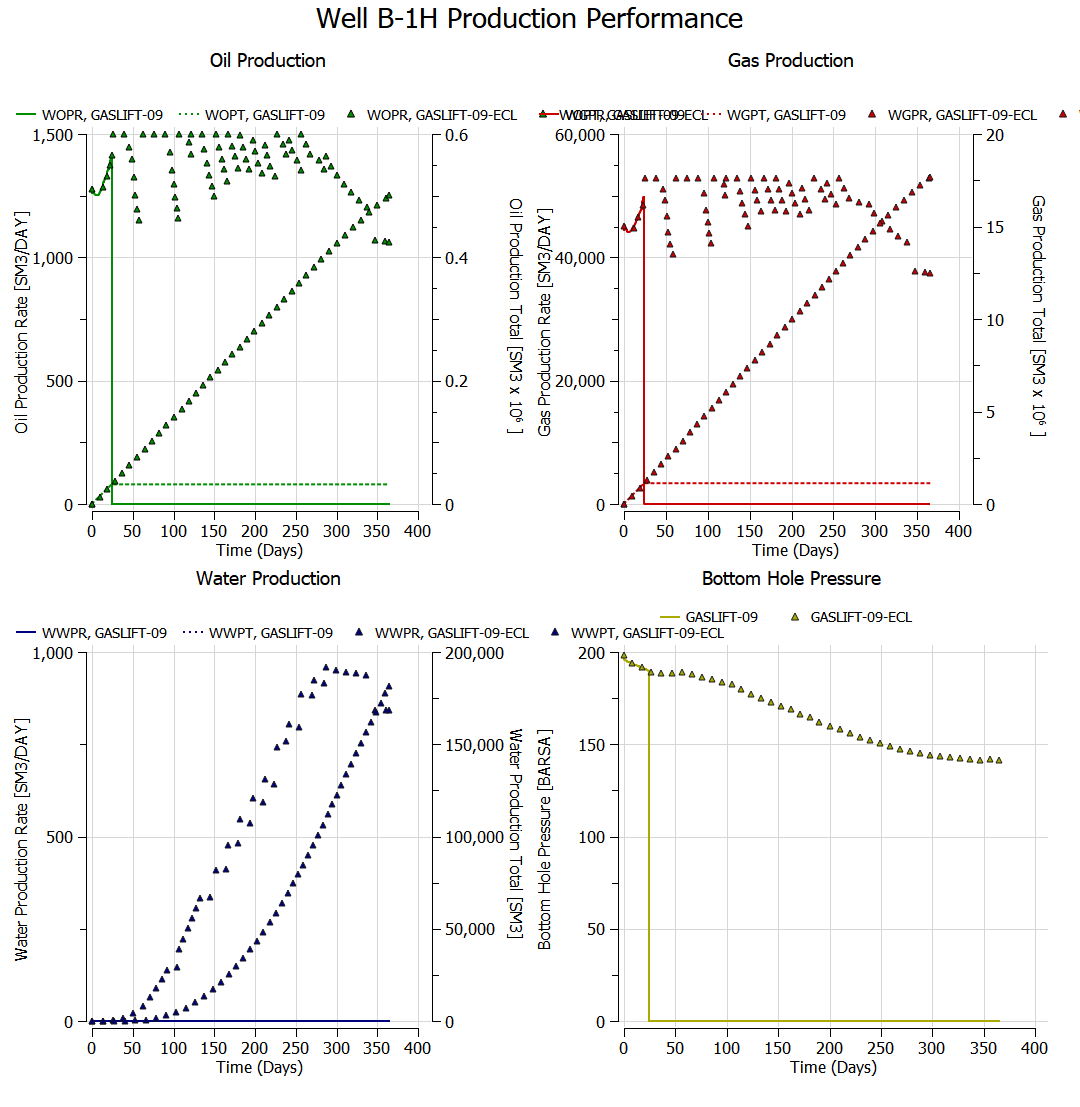 Well B-1H Production Performance
Oil Production
WOPR, GASLIFT-09 WOPT, GASLIFT-09 WOPR, GASLIFT-09-ECL
1,500
1,000
500
0
Oil Production Rate [SM3/DAY]
0.6
0.4
0.2
0
Oil Production Total [SM3 x 10⁶ ]
0 50 100 150 200 250 300 350 400
Time (Days)
Gas Production
WGPT, GASLIFT-09 WGPR, GASLIFT-09-ECL
60,000
40,000
20,000
0
Gas Production Rate [SM3/DAY]
20
15
10
5
0
Gas Production Total [SM3 x 10⁶ ]
0 50 100 150 200 250 300 350 400
Time (Days)
Water Production
WWPR, GASLIFT-09 WWPT, GASLIFT-09 WWPR, GASLIFT-09-ECL WWPT, GASLIFT-09-ECL
1,000
500
0
Water Production Rate [SM3/DAY]
200,000
150,000
100,000
50,000
0
Water Production Total [SM3]
0 50 100 150 200 250 300 350 400
Time (Days)
Bottom Hole Pressure
GASLIFT-09 GASLIFT-09-ECL
200
150
100
50
0
Bottom Hole Pressure [BARSA]
0 50 100 150 200 250 300 350 400
Time (Days)